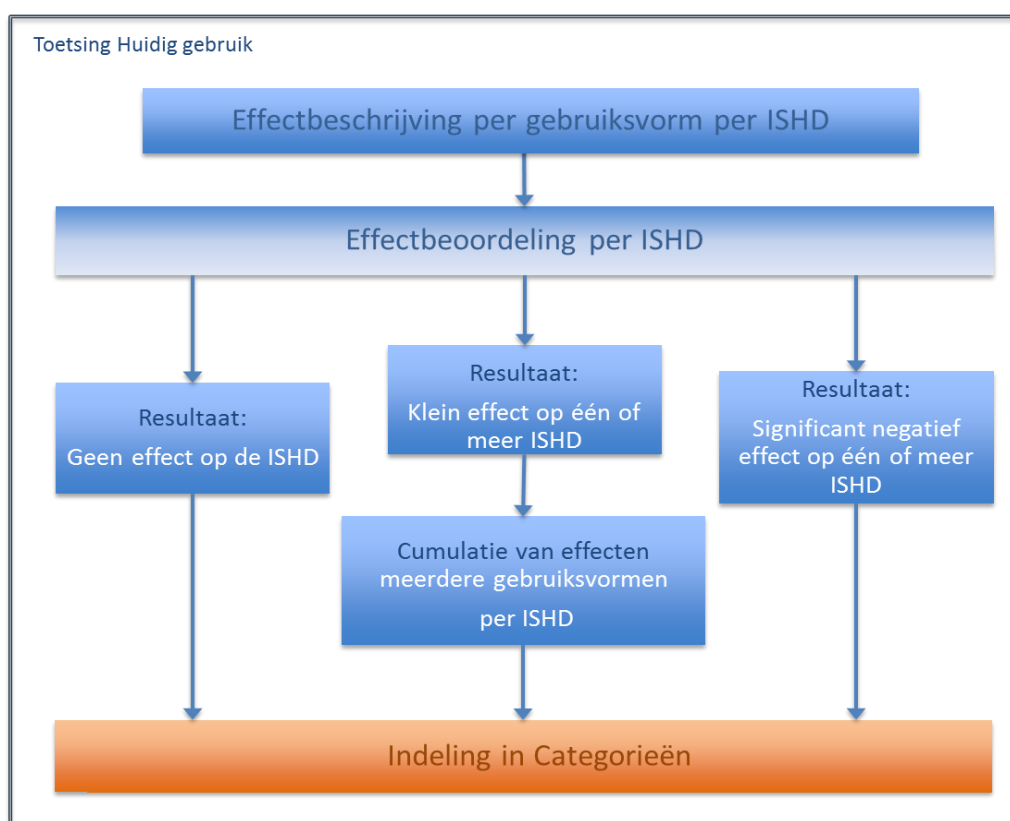 Toetsing Huidig gebruik
Effectbeschrijving per gebruiksvorm per ISHD
Effectbeoordeling per ISHD
Resultaat:
Geen effect op de ISHD
Resultaat:
Klein effect op één of
meer ISHD
Resultaat:
Significant negatief
effect op één of meer
ISHD
Cumulatie van effecten
meerdere gebruiksvormen
per ISHD
Indeling in Categorieën